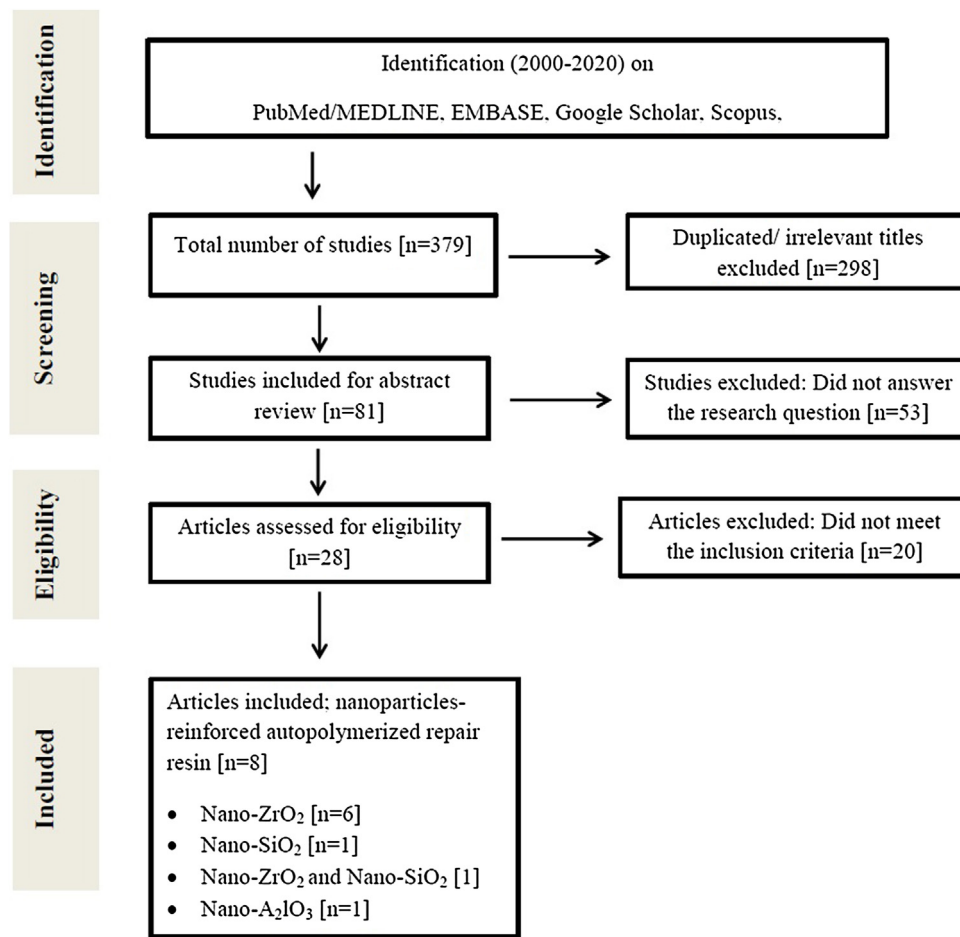 Identification
Identification (2000-2020) on
PubMed/MEDLINE, EMBASE, Google Scholar, Scopus,
Screening
Total number of studies [n=379]
Duplicated/ irrelevant titles
excluded [n=298]
Studies included for abstract
review [n=81]
Studies excluded: Did not answer
the research question [n=53]
Eligibility
Articles assessed for eligibility
[n=28]
Articles excluded: Did not meet
the inclusion criteria [n=20]
Included
Articles included; nanoparticles-
reinforced autopolymerized repair
resin [n=8]
• Nano-ZrO₂ [n=6]
• Nano-SiO₂ [n=1]
• Nano-ZrO₂ and Nano-SiO₂ [1]
• Nano-A₂lO₃ [n=1]